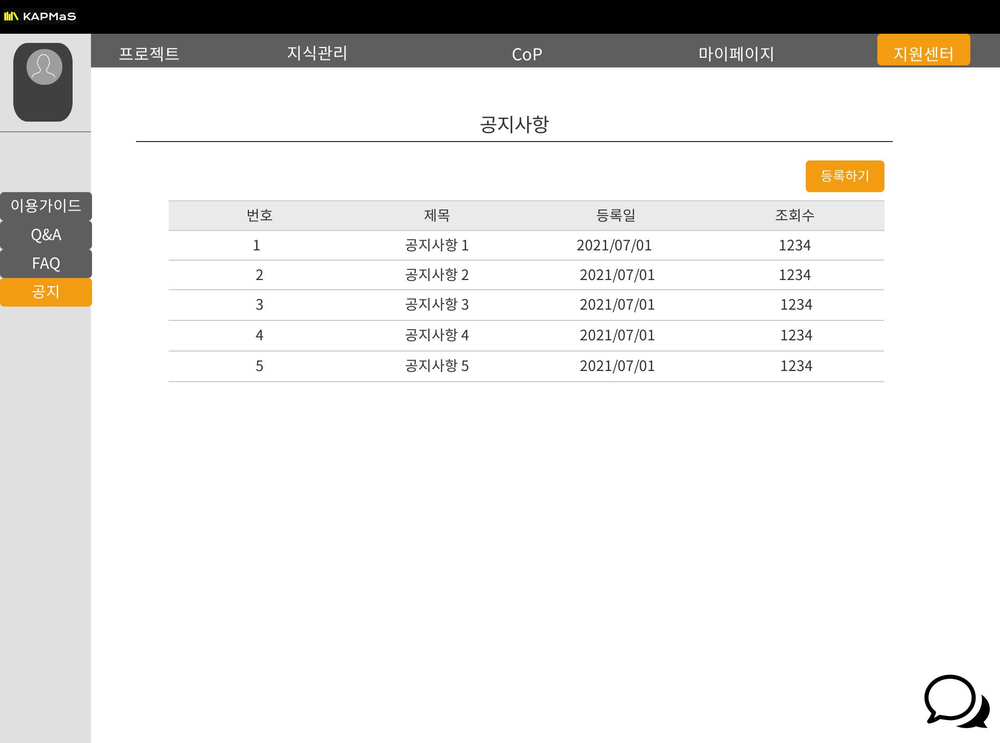 KAPMaS
프로젝트 지식관리 CoP 마이페이지 지원센터
공지사항
등록하기
이용가이드
Q&A
FAQ
공지
번호 제목 등록일 조회수
1 공지사항 1 2021/07/01 1234
2 공지사항 2 2021/07/01 1234
3 공지사항 3 2021/07/01 1234
4 공지사항 4 2021/07/01 1234
5 공지사항 5 2021/07/01 1234